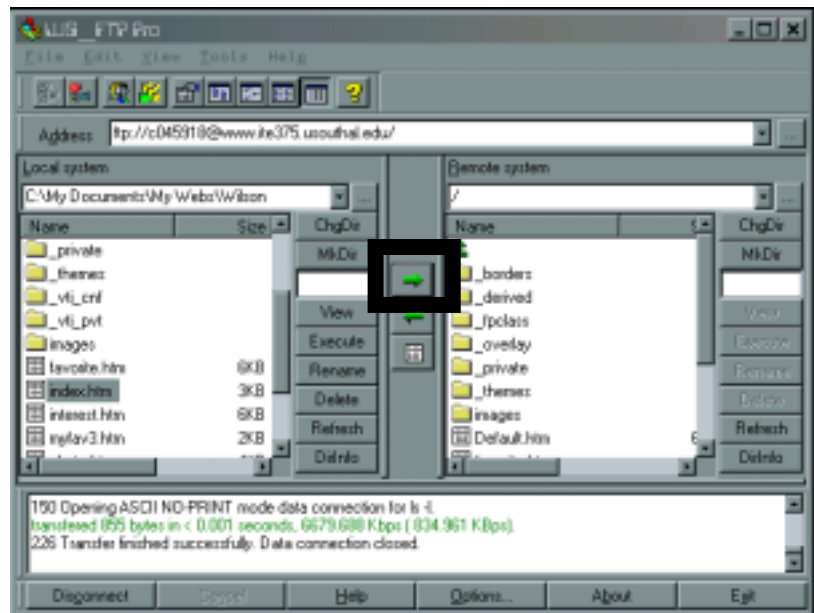 WS_FTP Pro
File Edit View Tools Help
Address ftp://c045918@www.ite375.usouthal.edu/
Local system
Remote system
C:\My Documents\My Webs\Wilson
/
Name Size
ChgDir
Name
ChgDir
_private
MkDir
MkDir
_themes
_borders
_vti_cnf
_derived
_vti_pvt
View
_fpclass
View
images
Execute
_overlay
Execute
favorite.htm 6KB
Rename
_private
Rename
index.htm 3KB
Delete
_themes
Delete
interest.htm 6KB
Refresh
images
Refresh
myfav3.htm 2KB
DirInfo
Default.htm 6
DirInfo
150 Opening ASCII NO-PRINT mode data connection for ls -l.
transfered 855 bytes in < 0.001 seconds, 6679.688 Kbps ( 834.961 KBps).
226 Transfer finished successfully. Data connection closed.
Disconnect Cancel Help Options... About Exit